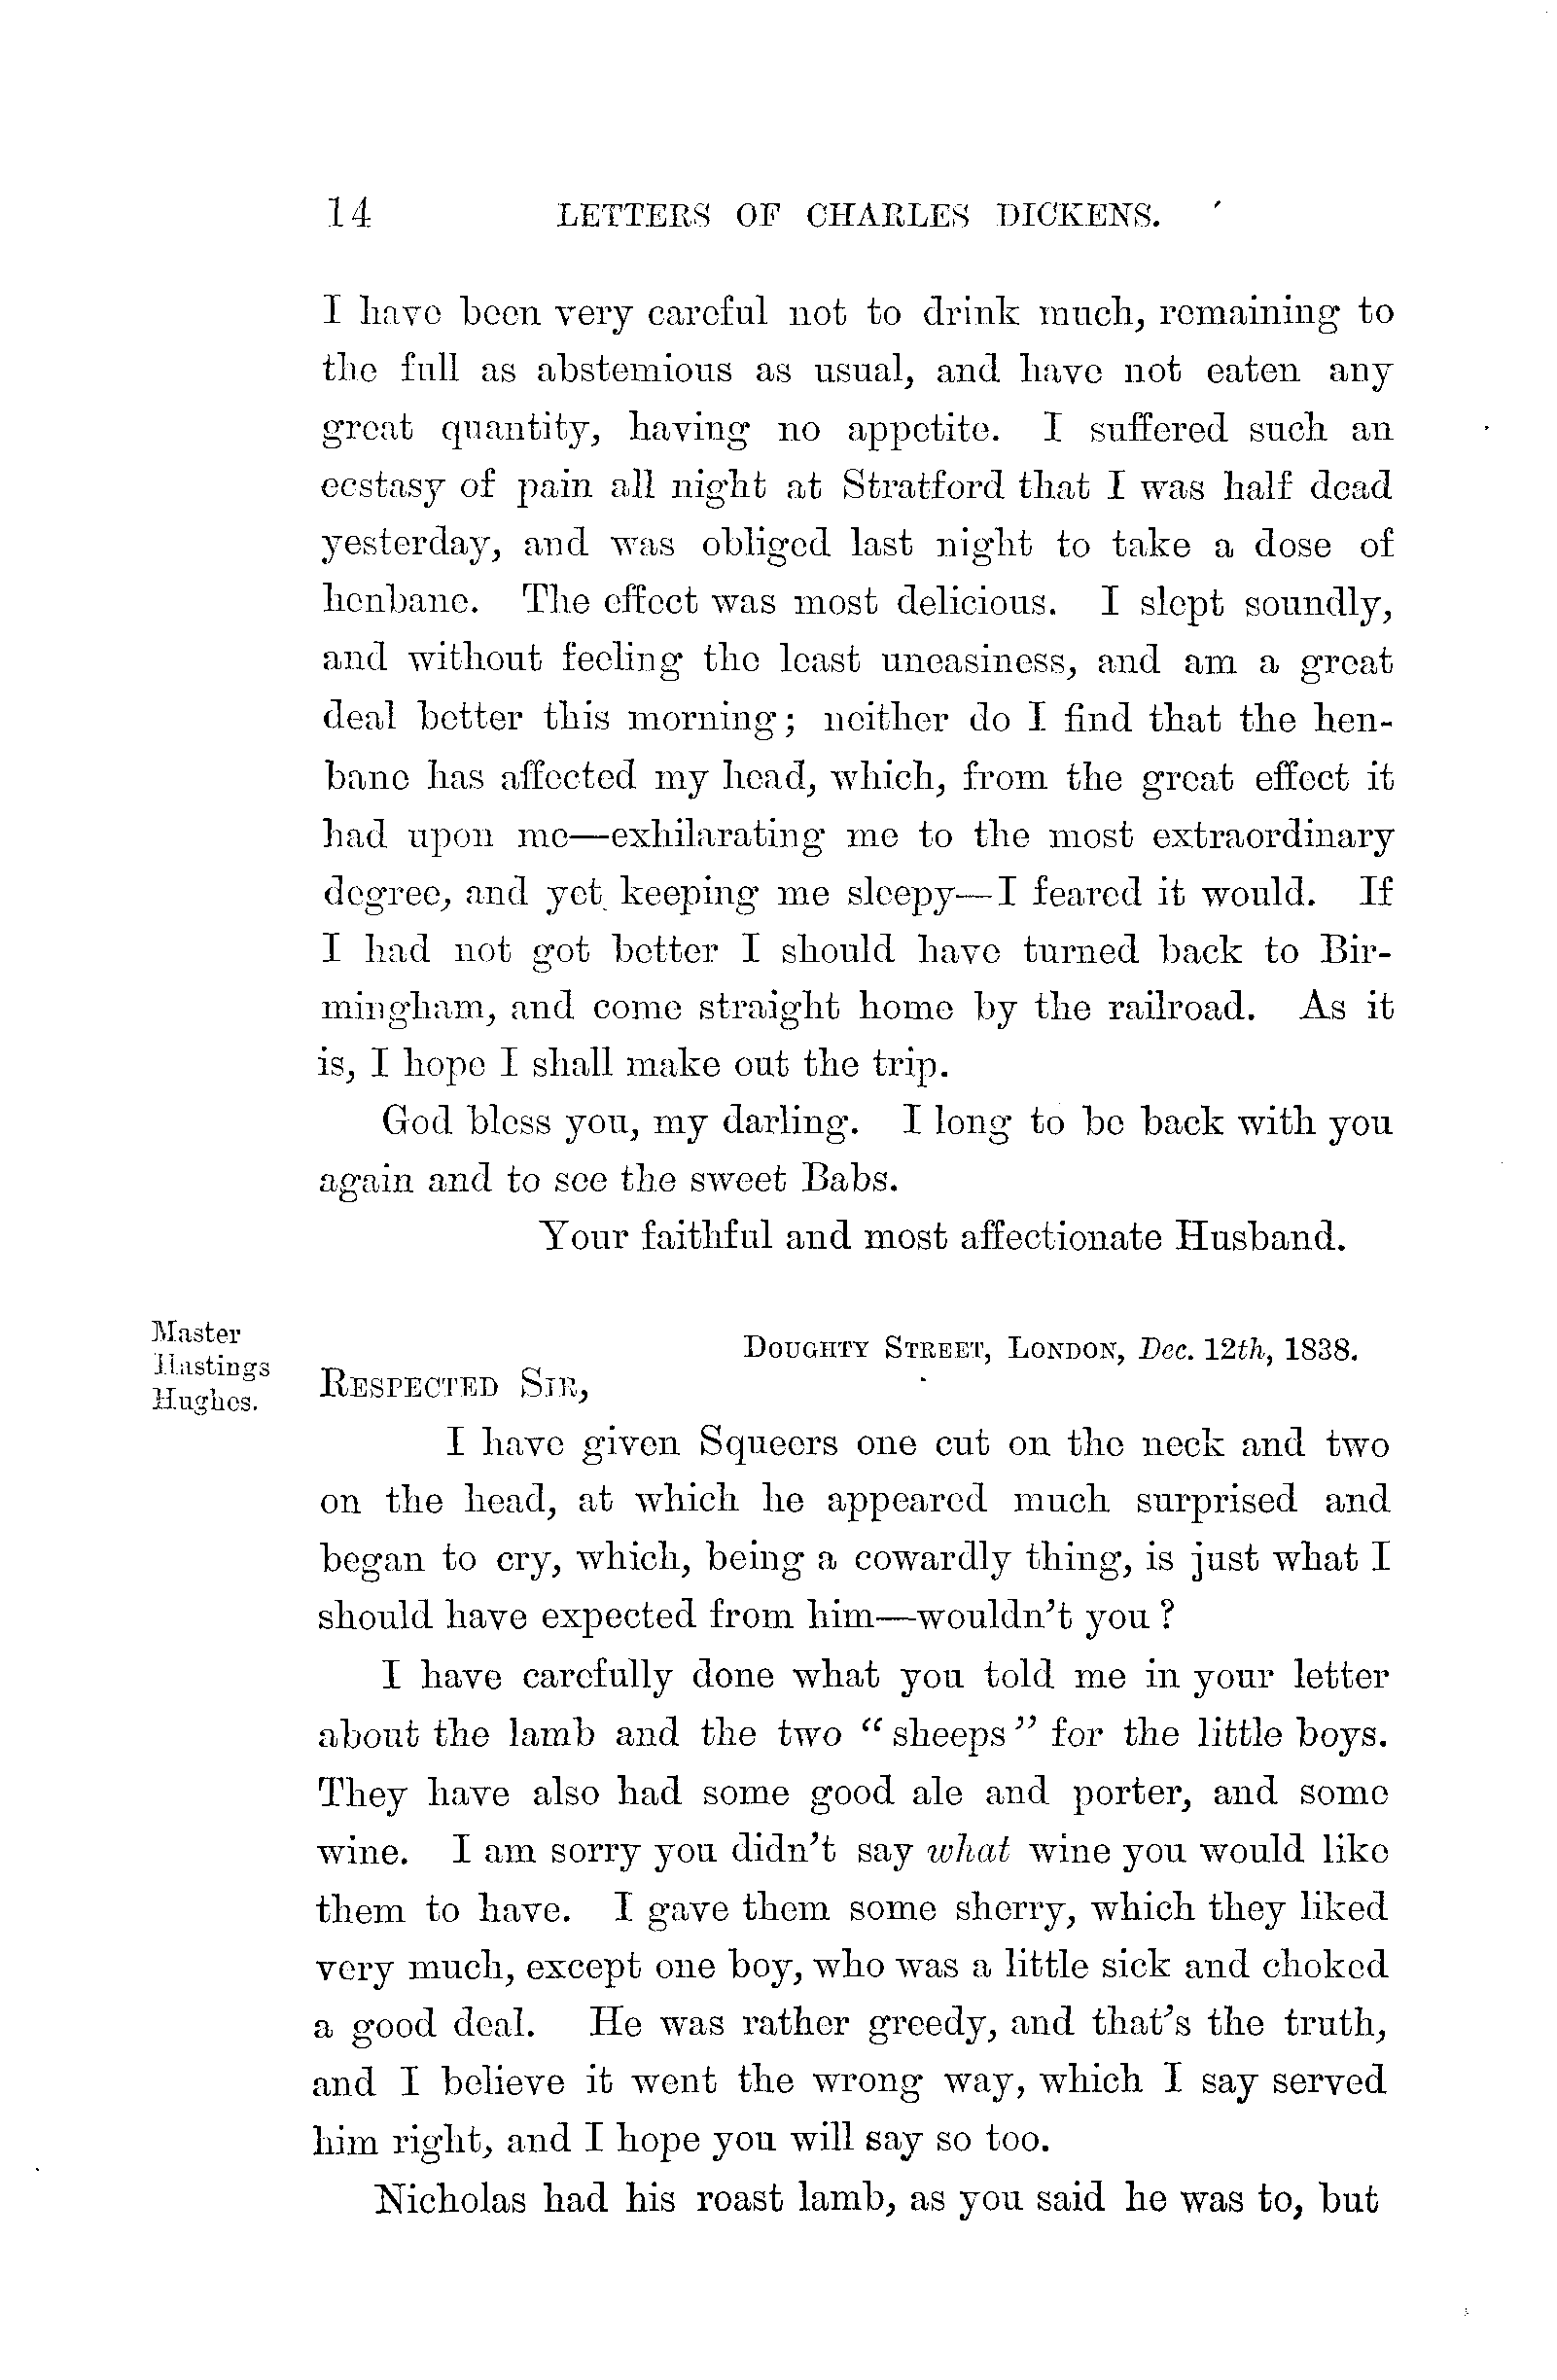 14 LETTERS OF CHARLES DICKENS.
I have been very careful not to drink much, remaining to
the full as abstemious as usual, and have not eaten any
great quantity, having no appetite. I suffered such an
ecstasy of pain all night at Stratford that I was half dead
yesterday, and was obliged last night to take a dose of
henbane. The effect was most delicious. I slept soundly,
and without feeling the least uneasiness, and am a great
deal better this morning; neither do I find that the hen-
bane has affected my head, which, from the great effect it
had upon me—exhilarating me to the most extraordinary
degree, and yet keeping me sleepy—I feared it would. If
I had not got better I should have turned back to Bir-
mingham, and come straight home by the railroad. As it
is, I hope I shall make out the trip.
God bless you, my darling. I long to be back with you
again and to see the sweet Babs.
Your faithful and most affectionate Husband.
Master
Hastings
Hughes.
DOUGHTY STREET, LONDON, Dec. 12th, 1838.
RESPECTED SIR,
I have given Squeers one cut on the neck and two
on the head, at which he appeared much surprised and
began to cry, which, being a cowardly thing, is just what I
should have expected from him—wouldn't you?
I have carefully done what you told me in your letter
about the lamb and the two "sheeps" for the little boys.
They have also had some good ale and porter, and some
wine. I am sorry you didn't say what wine you would like
them to have. I gave them some sherry, which they liked
very much, except one boy, who was a little sick and choked
a good deal. He was rather greedy, and that's the truth,
and I believe it went the wrong way, which I say served
him right, and I hope you will say so too.
Nicholas had his roast lamb, as you said he was to, but